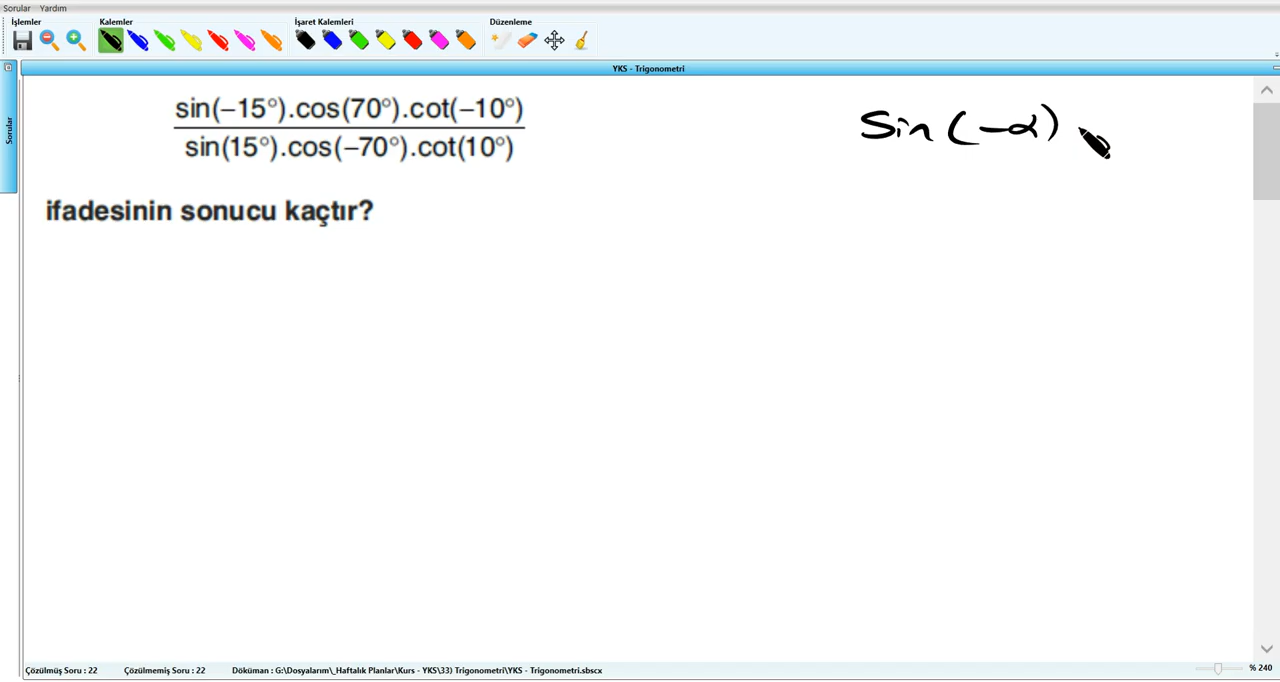 Sorular Yardım
İşlemler Kalemler İşaret Kalemleri Düzenleme
YKS - Trigonometri
Sorular
sin(−15°).cos(70°).cot(−10°)
sin(15°).cos(−70°).cot(10°)
Sin (-α)
ifadesinin sonucu kaçtır?
Çözülmüş Soru : 22 Çözülmemiş Soru : 22 Döküman : G:\Dosyalarım\_Haftalık Planlar\Kurs - YKS\33) Trigonometri\YKS - Trigonometri.sbscx % 240